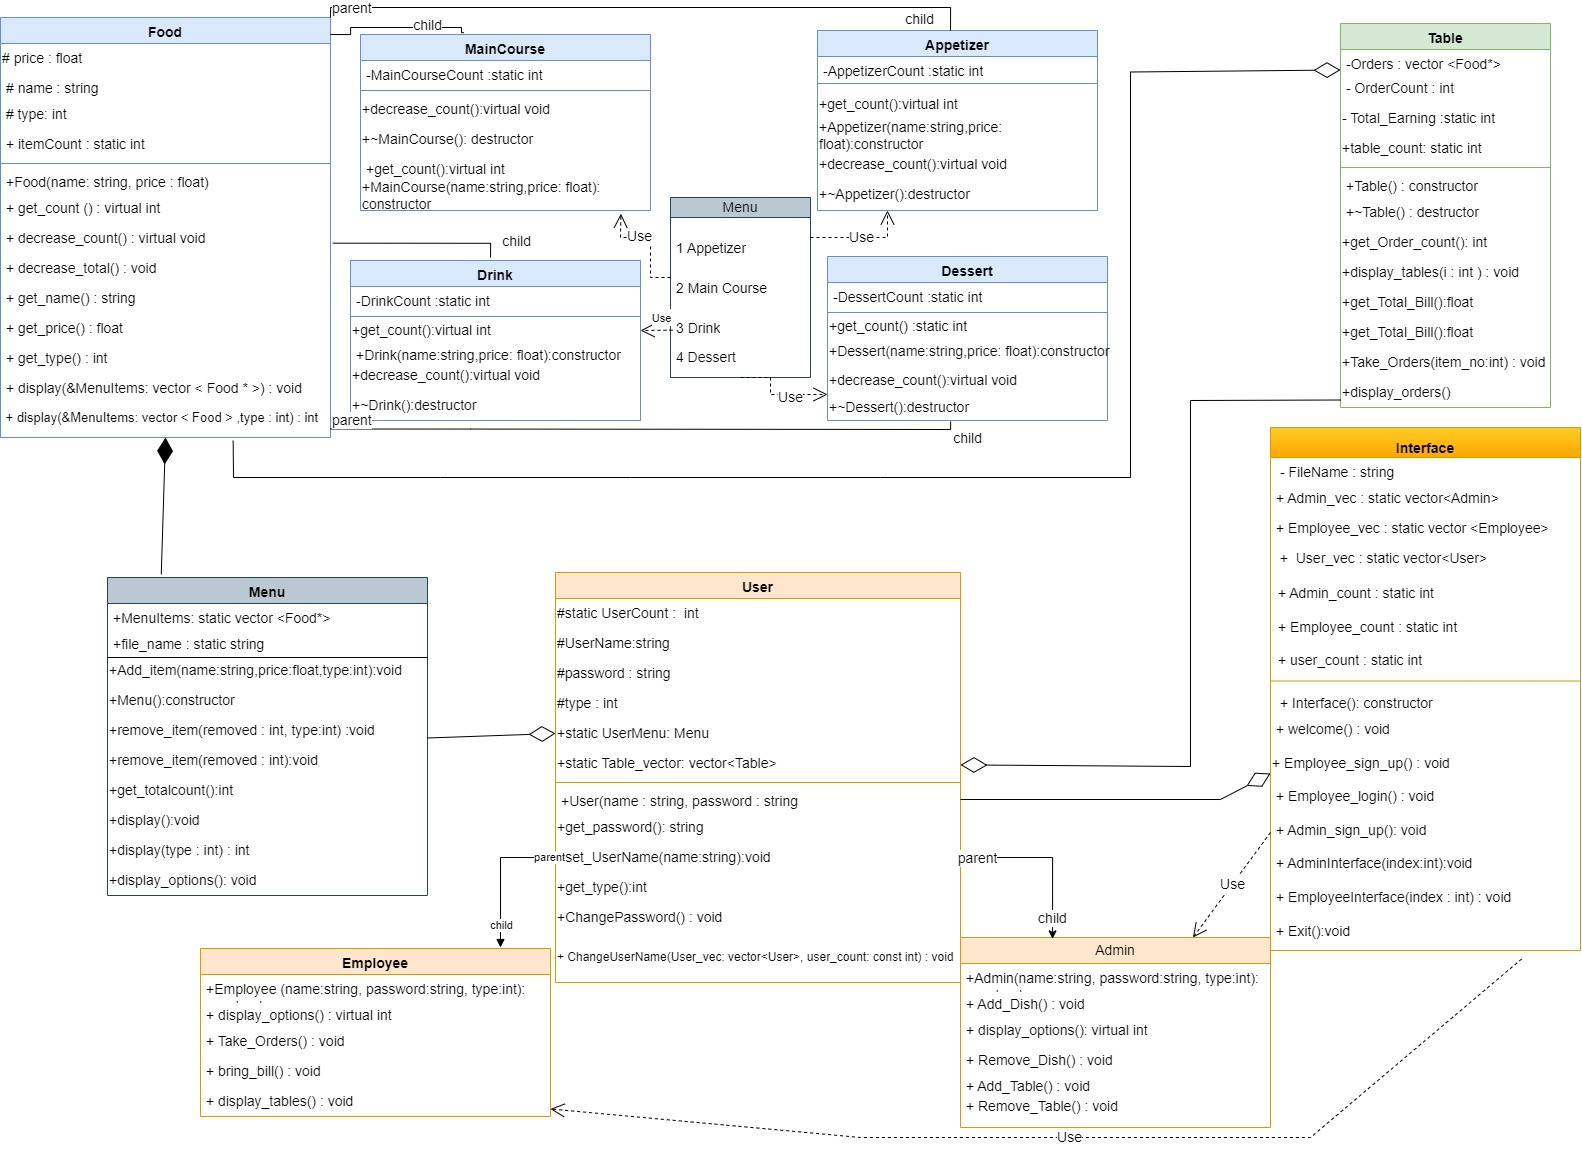 parent
child
child
Food
# price : float
# name : string
# type: int
+ itemCount : static int
+Food(name: string, price : float)
+ get_count () : virtual int
+ decrease_count() : virtual void
+ decrease_total() : void
+ get_name() : string
+ get_price() : float
+ get_type() : int
+ display(&MenuItems: vector < Food * >) : void
+ display(&MenuItems: vector < Food > ,type : int) : int
MainCourse
-MainCourseCount :static int
+decrease_count():virtual void
+~MainCourse(): destructor
+get_count():virtual int
+MainCourse(name:string,price: float):
constructor
Appetizer
-AppetizerCount :static int
+get_count():virtual int
+Appetizer(name:string,price:
float):constructor
+decrease_count():virtual void
+~Appetizer():destructor
Table
-Orders : vector <Food*>
- OrderCount : int
- Total_Earning :static int
+table_count: static int
+Table() : constructor
+~Table() : destructor
+get_Order_count(): int
+display_tables(i : int ) : void
+get_Total_Bill():float
+get_Total_Bill():float
+Take_Orders(item_no:int) : void
+display_orders()
Menu
1 Appetizer
2 Main Course
3 Drink
4 Dessert
Use
Use
Use
Use
child
Drink
-DrinkCount :static int
+get_count():virtual int
+Drink(name:string,price: float):constructor
+decrease_count():virtual void
+~Drink():destructor
Dessert
-DessertCount :static int
+get_count() :static int
+Dessert(name:string,price: float):constructor
+decrease_count():virtual void
+~Dessert():destructor
parent
child
Interface
- FileName : string
+ Admin_vec : static vector<Admin>
+ Employee_vec : static vector <Employee>
+ User_vec : static vector<User>
+ Admin_count : static int
+ Employee_count : static int
+ user_count : static int
+ Interface(): constructor
+ welcome() : void
+ Employee_sign_up() : void
+ Employee_login() : void
+ Admin_sign_up(): void
+ AdminInterface(index:int):void
+ EmployeeInterface(index : int) : void
+ Exit():void
Menu
+MenuItems: static vector <Food*>
+file_name : static string
+Add_item(name:string,price:float,type:int):void
+Menu():constructor
+remove_item(removed : int, type:int) :void
+remove_item(removed : int):void
+get_totalcount():int
+display():void
+display(type : int) : int
+display_options(): void
User
#static UserCount : int
#UserName:string
#password : string
#type : int
+static UserMenu: Menu
+static Table_vector: vector<Table>
+User(name : string, password : string
+get_password(): string
set_UserName(name:string):void
+get_type():int
+ChangePassword() : void
+ ChangeUserName(User_vec: vector<User>, user_count: const int) : void
parent
child
parent
child
Use
Employee
+Employee (name:string, password:string, type:int):
+ display_options() : virtual int
+ Take_Orders() : void
+ bring_bill() : void
+ display_tables() : void
Admin
+Admin(name:string, password:string, type:int):
+ Add_Dish() : void
+ display_options(): virtual int
+ Remove_Dish() : void
+ Add_Table() : void
+ Remove_Table() : void
Use